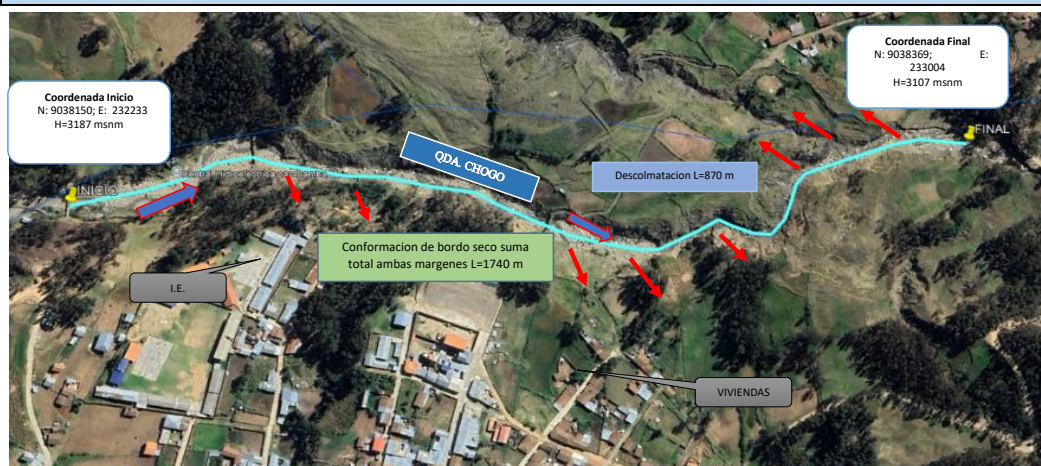 Coordenada Inicio
N: 9038150; E: 232233
H=3187 msnm
Coordenada Final
N: 9038369; E:
233004
H=3107 msnm
FINAL
QDA. CHOGO
Descolmatacion L=870 m
INICIO
Conformacion de bordo seco suma
total ambas margenes L=1740 m
I.E.
VIVIENDAS